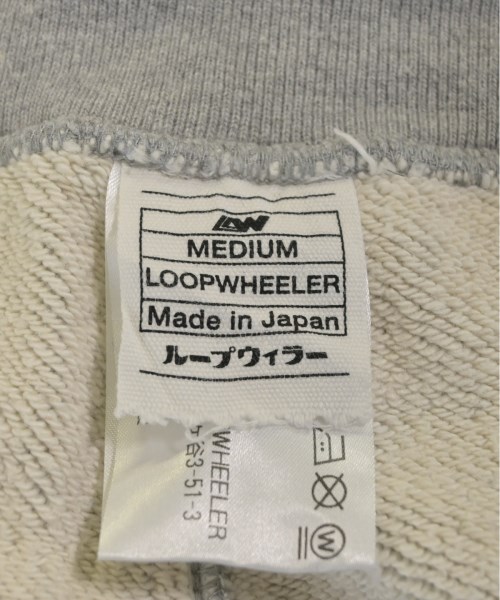 LW
MEDIUM
LOOPWHEELER
Made in Japan
ループウィラー
WHEELER
谷3-51-3
W